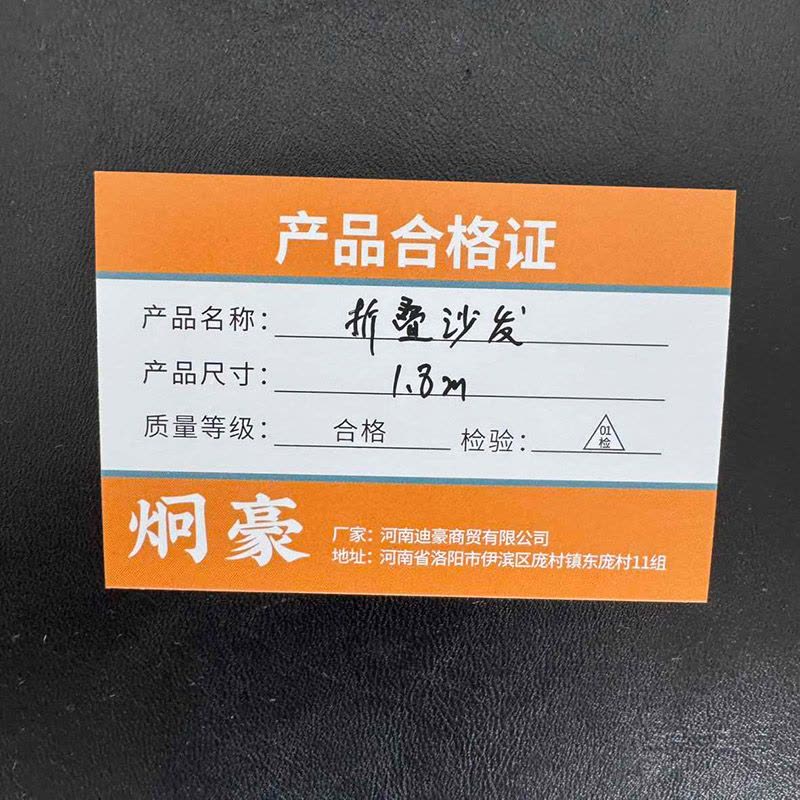 产品合格证
产品名称：折叠沙发
产品尺寸：1.8m
质量等级：合格 检验：01检
炯豪
厂家：河南迪豪商贸有限公司
地址：河南省洛阳市伊滨区庞村镇东庞村11组